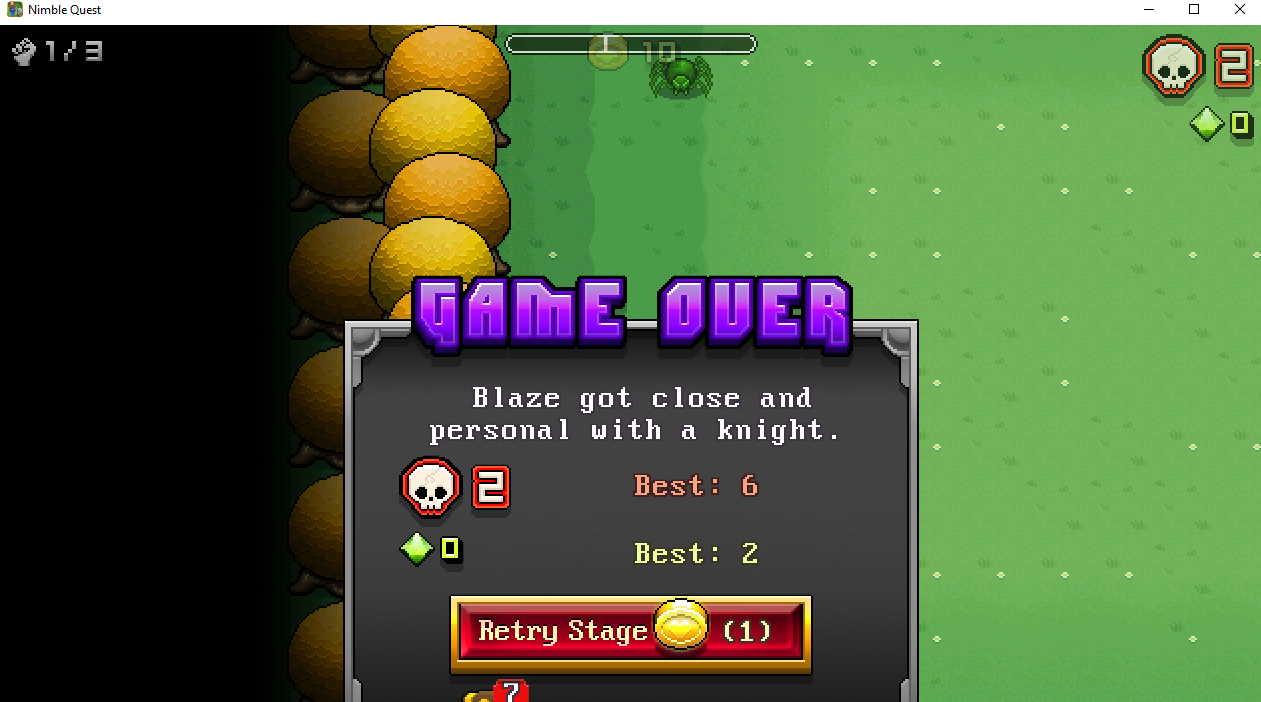 Nimble Quest
1/3
10
2
0
GAME OVER
Blaze got close and
personal with a knight.
2 Best: 6
0 Best: 2
Retry Stage (1)
7